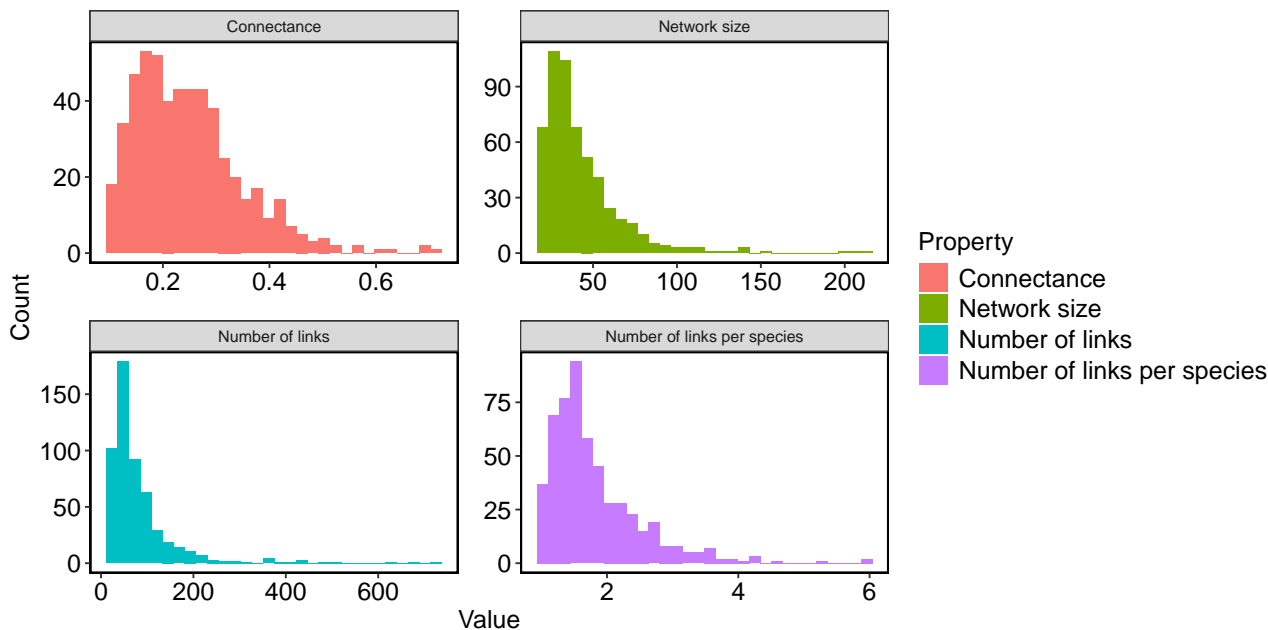 Connectance
Network size
40
20
0
0.2 0.4 0.6
90
60
30
0
50 100 150 200
Count
Number of links
Number of links per species
150
100
50
0
0 200 400 600
75
50
25
0
2 4 6
Value
Property
Connectance
Network size
Number of links
Number of links per species